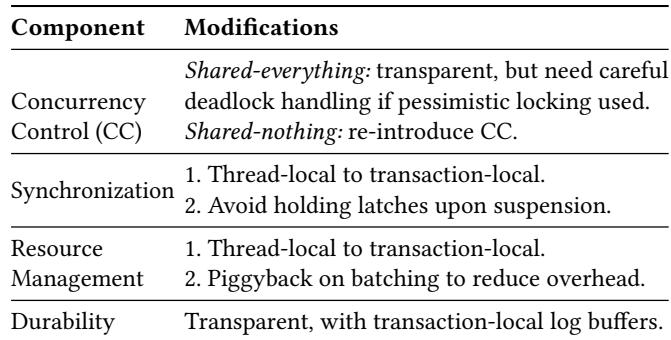 Component Modifications
Shared-everything: transparent, but need careful
Concurrency deadlock handling if pessimistic locking used.
Control (CC) Shared-nothing: re-introduce CC.
Synchronization 1. Thread-local to transaction-local.
2. Avoid holding latches upon suspension.
Resource 1. Thread-local to transaction-local.
Management 2. Piggyback on batching to reduce overhead.
Durability Transparent, with transaction-local log buffers.